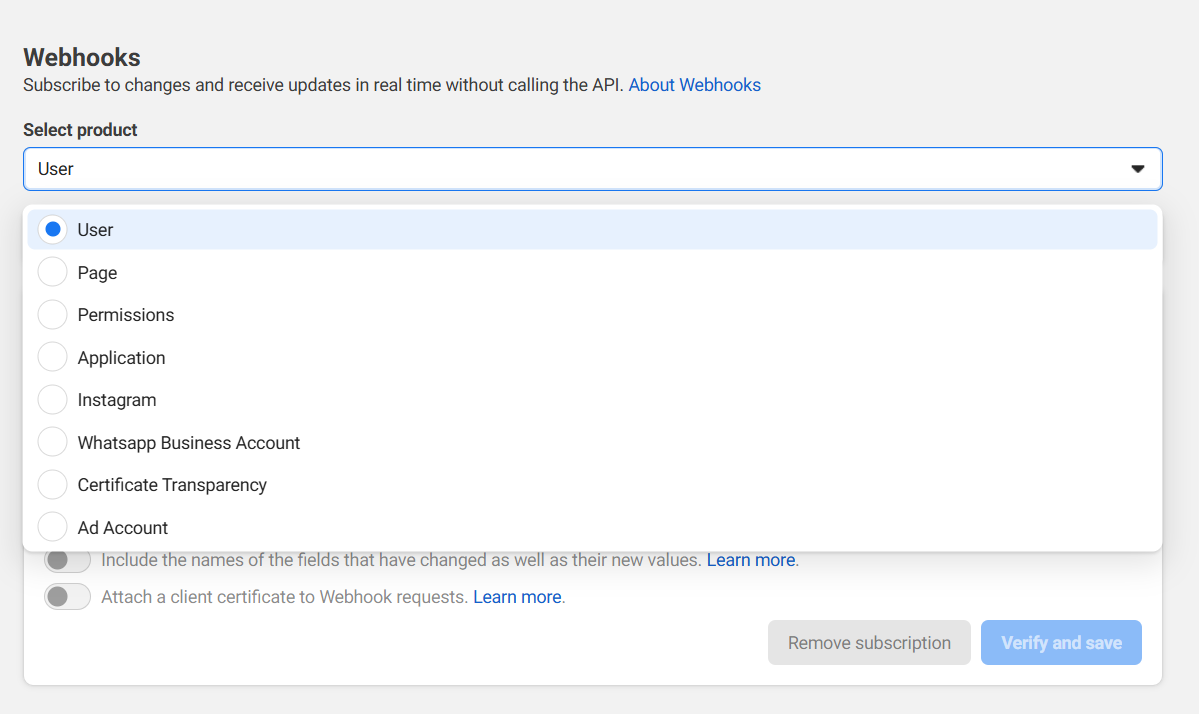 Webhooks
Subscribe to changes and receive updates in real time without calling the API. About Webhooks
Select product
User
User
Page
Permissions
Application
Instagram
Whatsapp Business Account
Certificate Transparency
Ad Account
Include the names of the fields that have changed as well as their new values. Learn more.
Attach a client certificate to Webhook requests. Learn more.
Remove subscription Verify and save